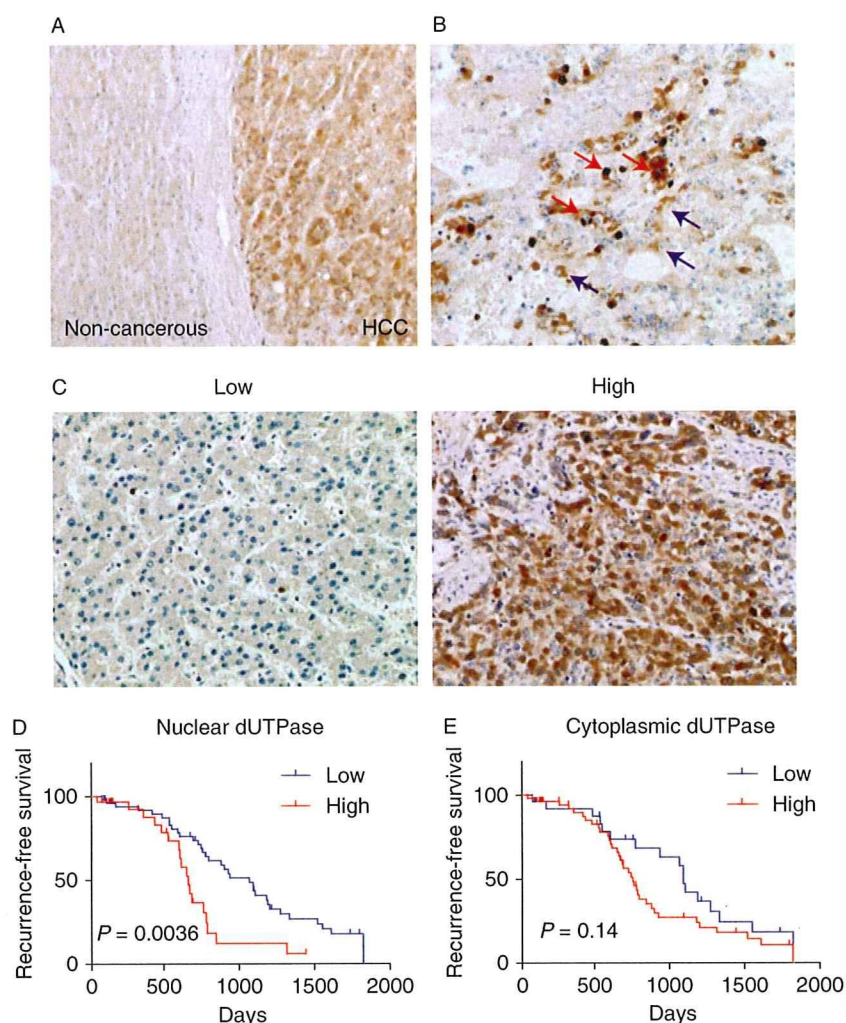 A
B
Non-cancerous
HCC
C
Low
High
D
Nuclear dUTPase
Recurrence-free survival
100
50
0
Low
High
P = 0.0036
0
500
1000
1500
2000
Days
E
Cytoplasmic dUTPase
Recurrence-free survival
100
50
0
Low
High
P = 0.14
0
500
1000
1500
2000
Days